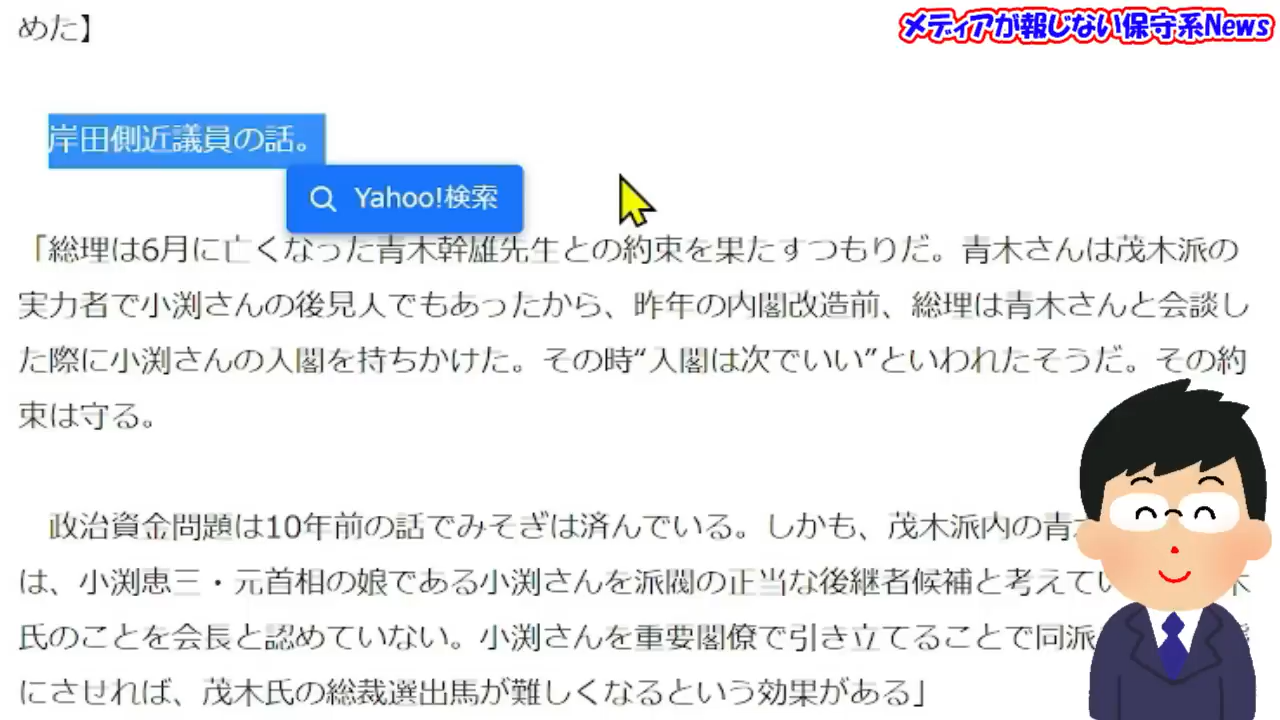 めた】
メディアが報じない保守系News
岸田側近議員の話。
Yahoo!検索
「総理は6月に亡くなった青木幹雄先生との約束を果たすつもりだ。青木さんは茂木派の
実力者で小渕さんの後見人でもあったから、昨年の内閣改造前、総理は青木さんと会談し
た際に小渕さんの入閣を持ちかけた。その時“入閣は次でいい”といわれたそうだ。その約
束は守る。
政治資金問題は10年前の話でみそぎは済んでいる。しかも、茂木派内の青
は、小渕恵三・元首相の娘である小渕さんを派閥の正当な後継者候補と考えてい
氏のことを会長と認めていない。小渕さんを重要閣僚で引き立てることで同派
にさせれば、茂木氏の総裁選出馬が難しくなるという効果がある」